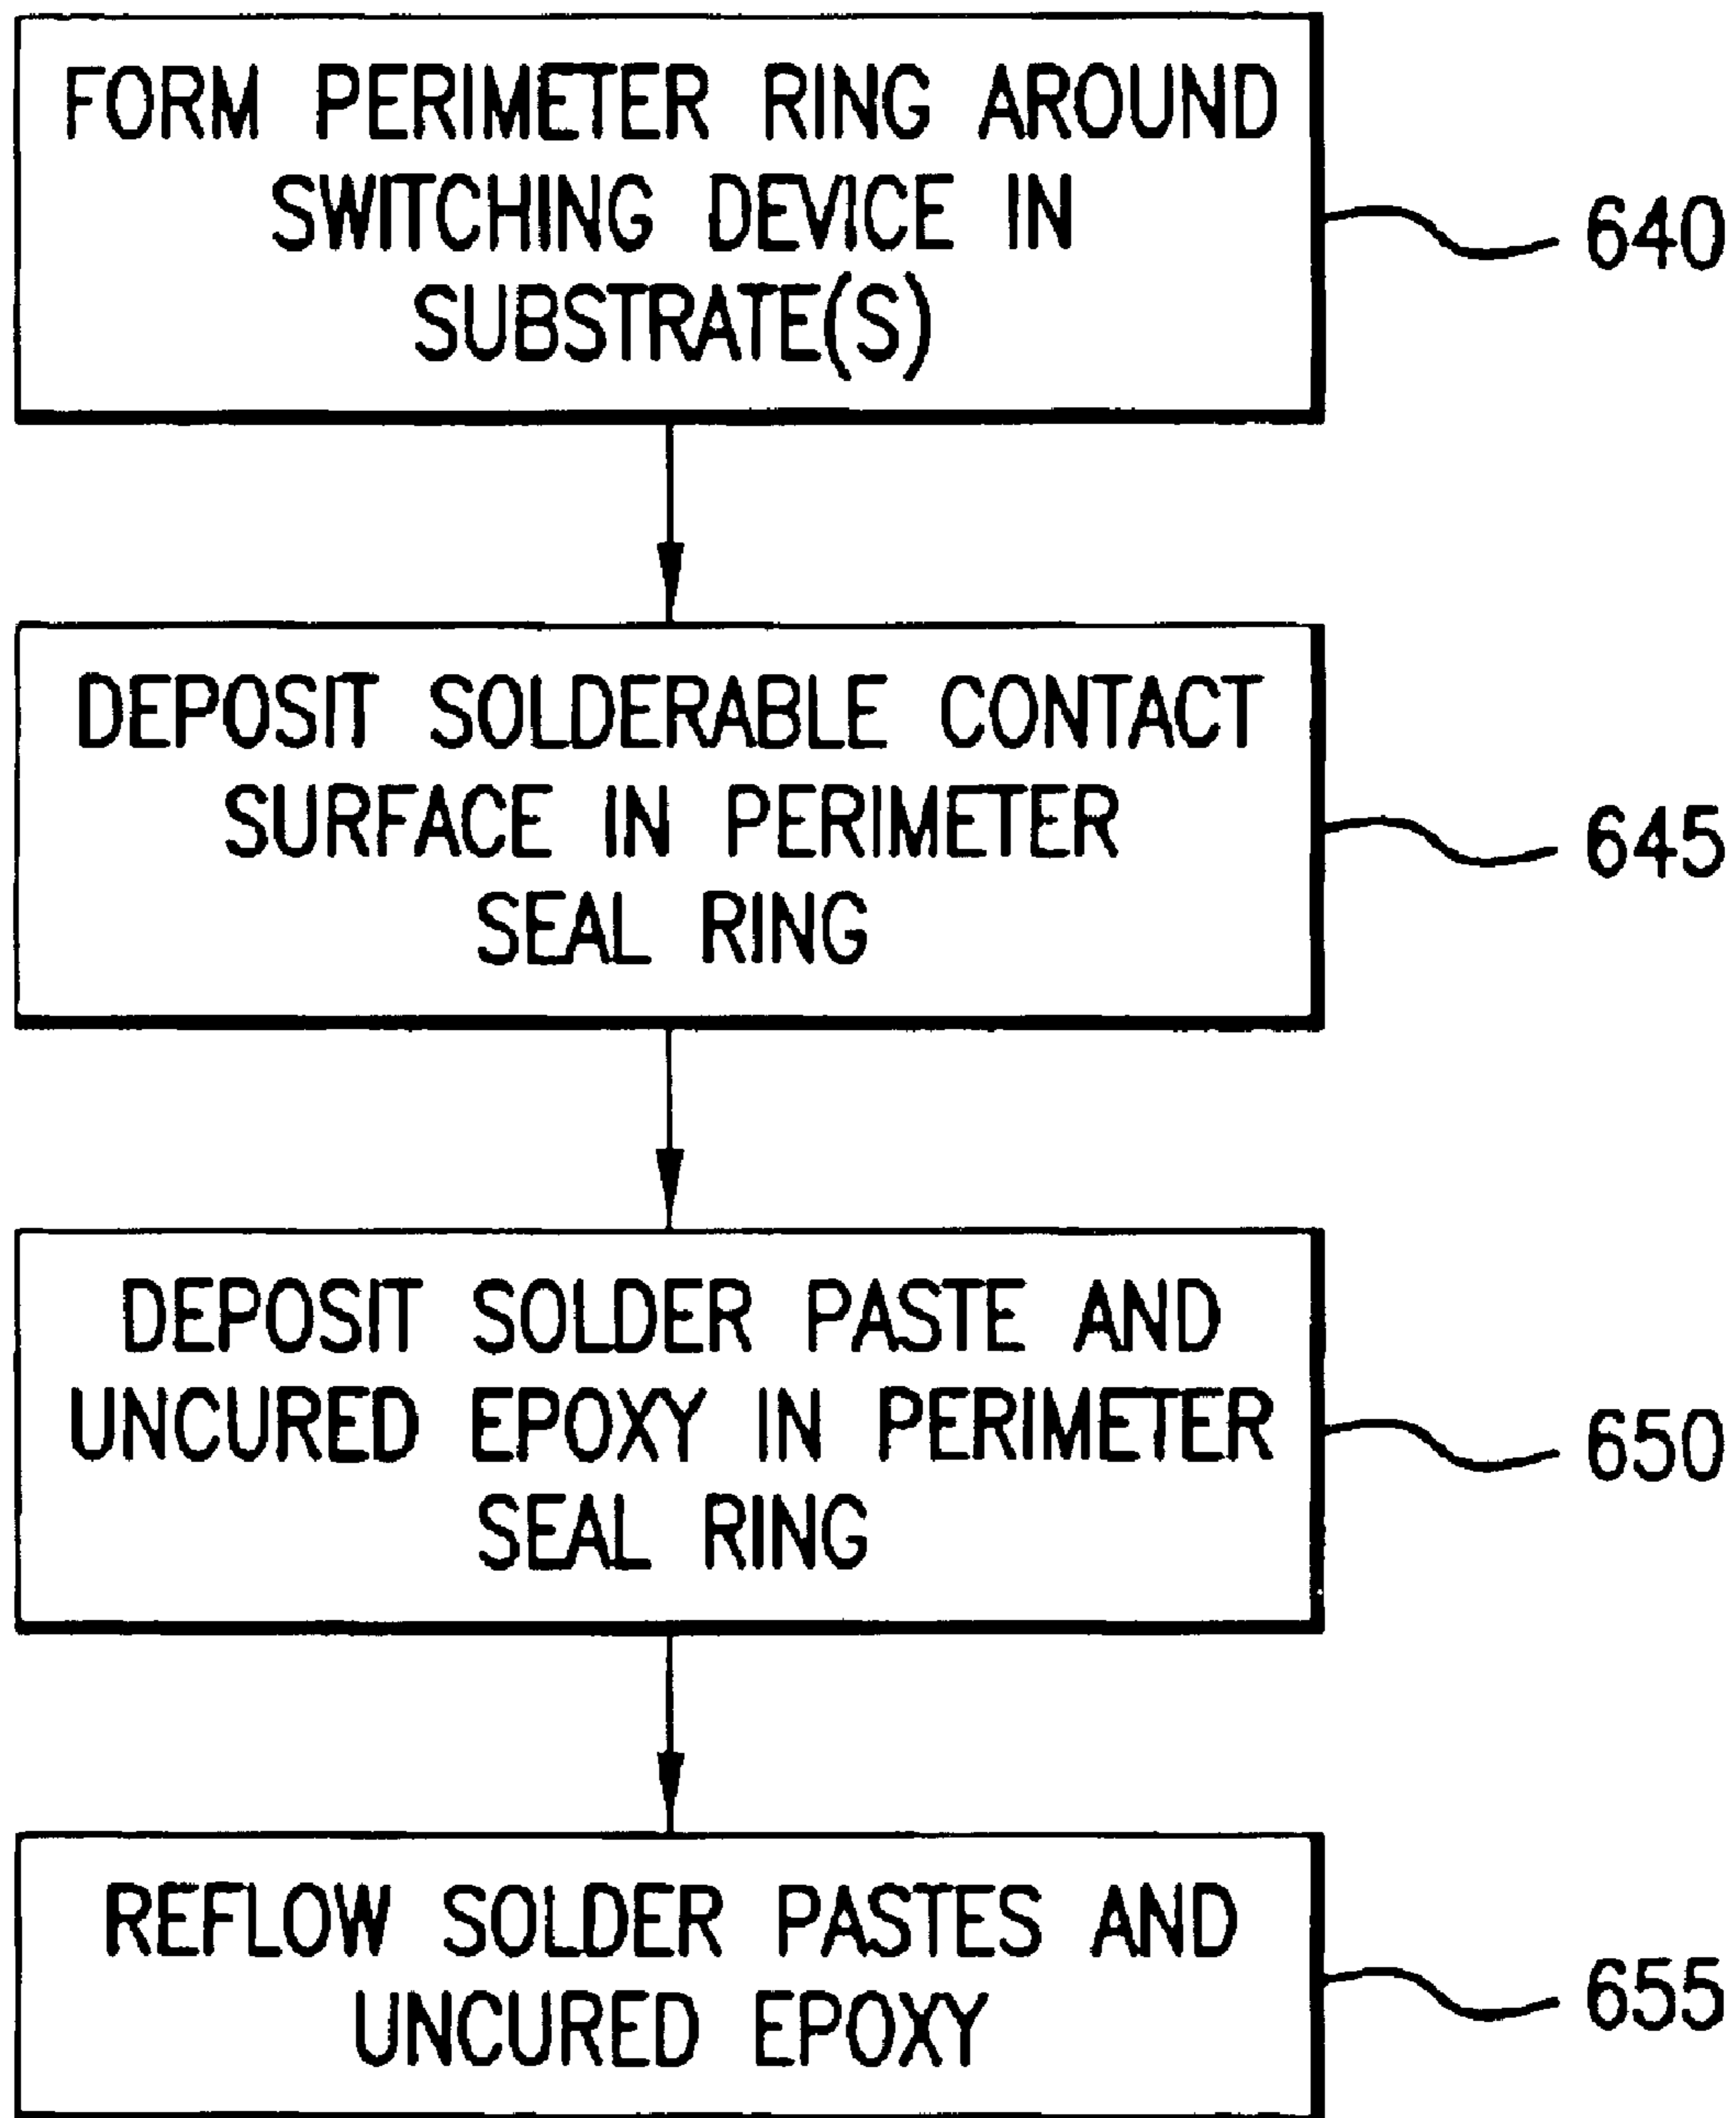 FORM PERIMETER RING AROUND
SWITCHING DEVICE IN
SUBSTRATE(S)
640
DEPOSIT SOLDERABLE CONTACT
SURFACE IN PERIMETER
SEAL RING
645
DEPOSIT SOLDER PASTE AND
UNCURED EPOXY IN PERIMETER
SEAL RING
650
REFLOW SOLDER PASTES AND
UNCURED EPOXY
655